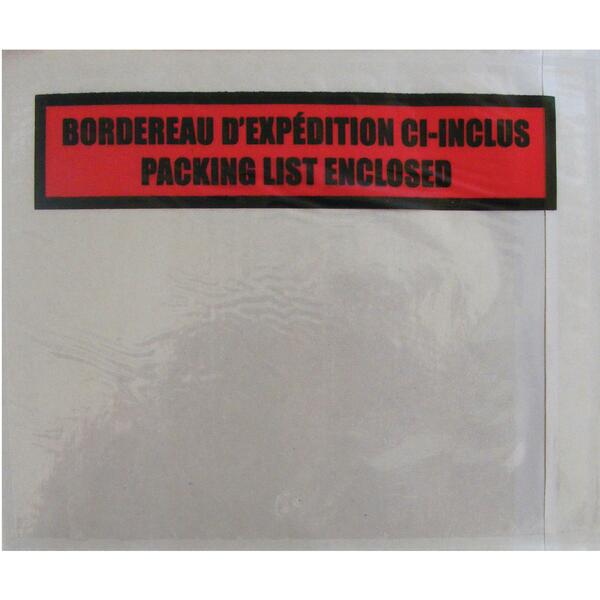 BORDEREAU D'EXPÉDITION CI-INCLUS
PACKING LIST ENCLOSED